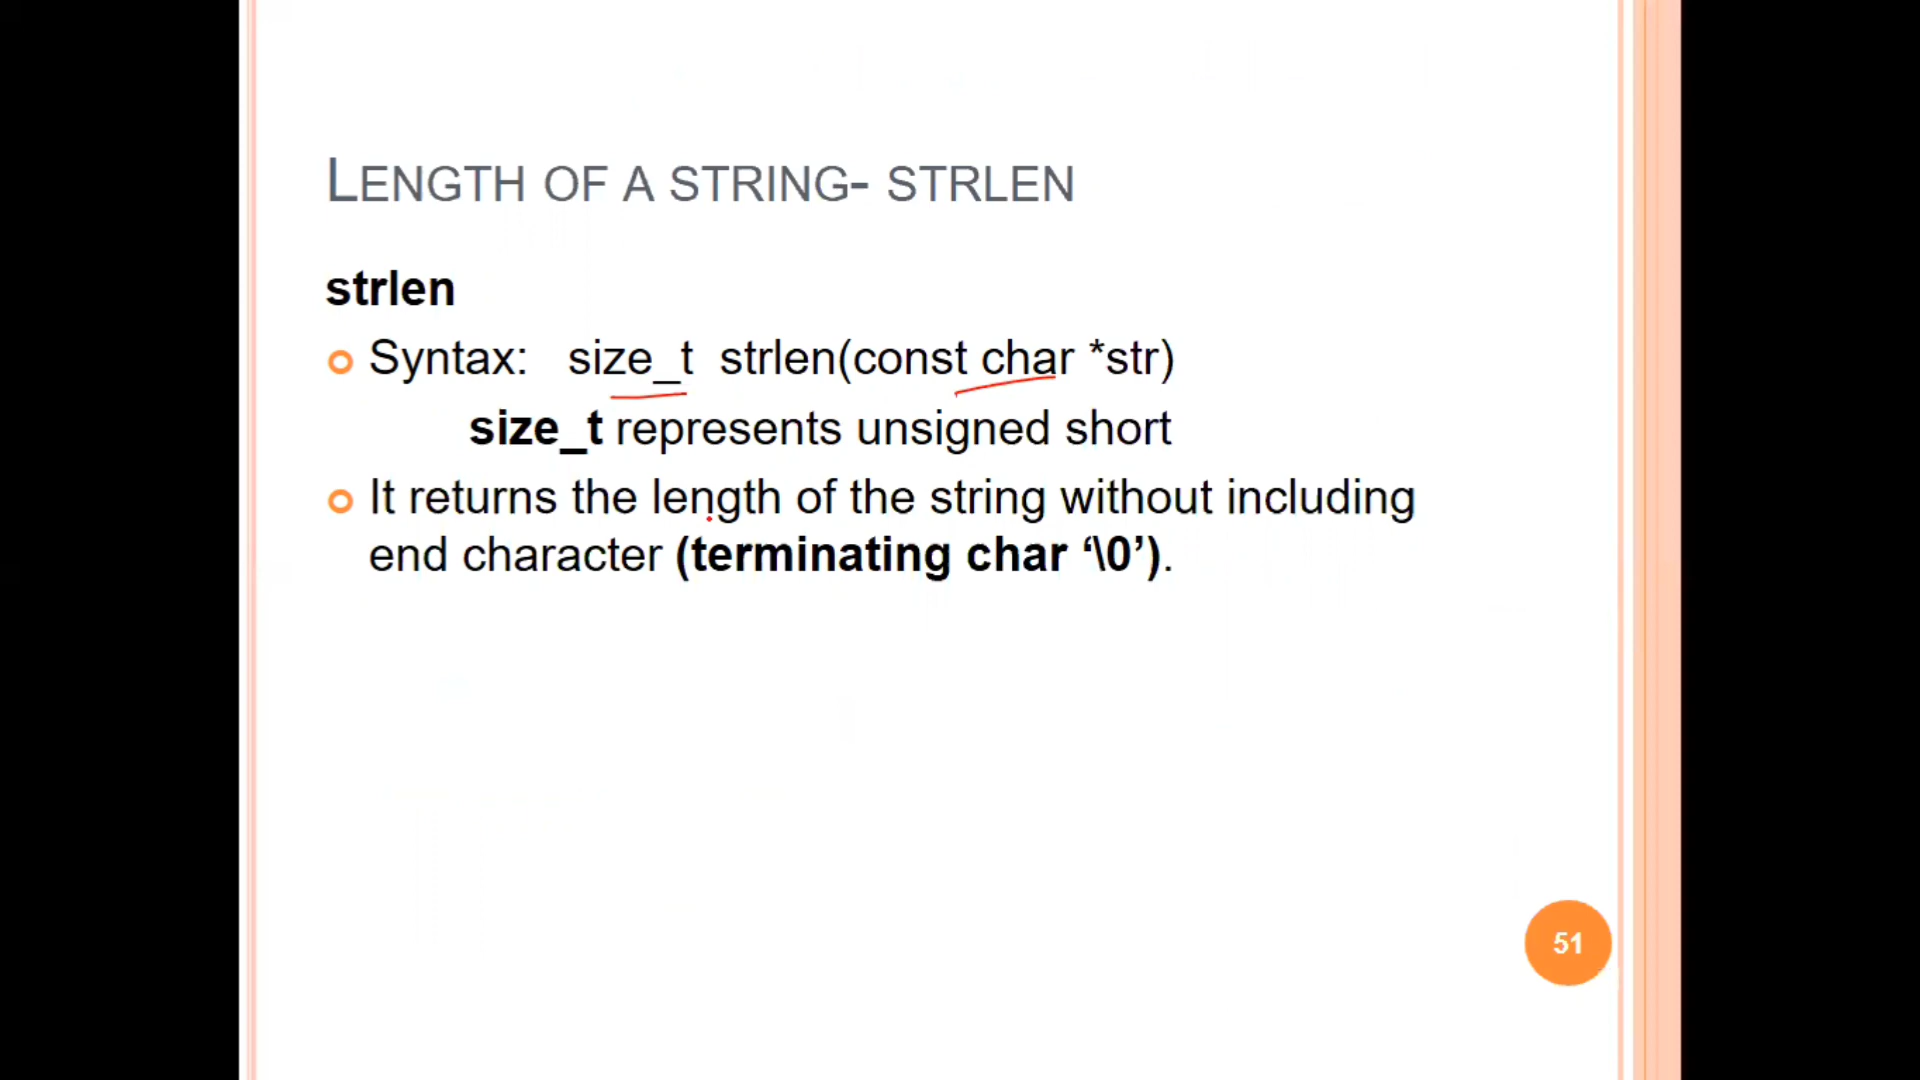 LENGTH OF A STRING- STRLEN
strlen
Syntax: size_t strlen(const char *str)
size_t represents unsigned short
It returns the length of the string without including
end character (terminating char ‘\0’).
51